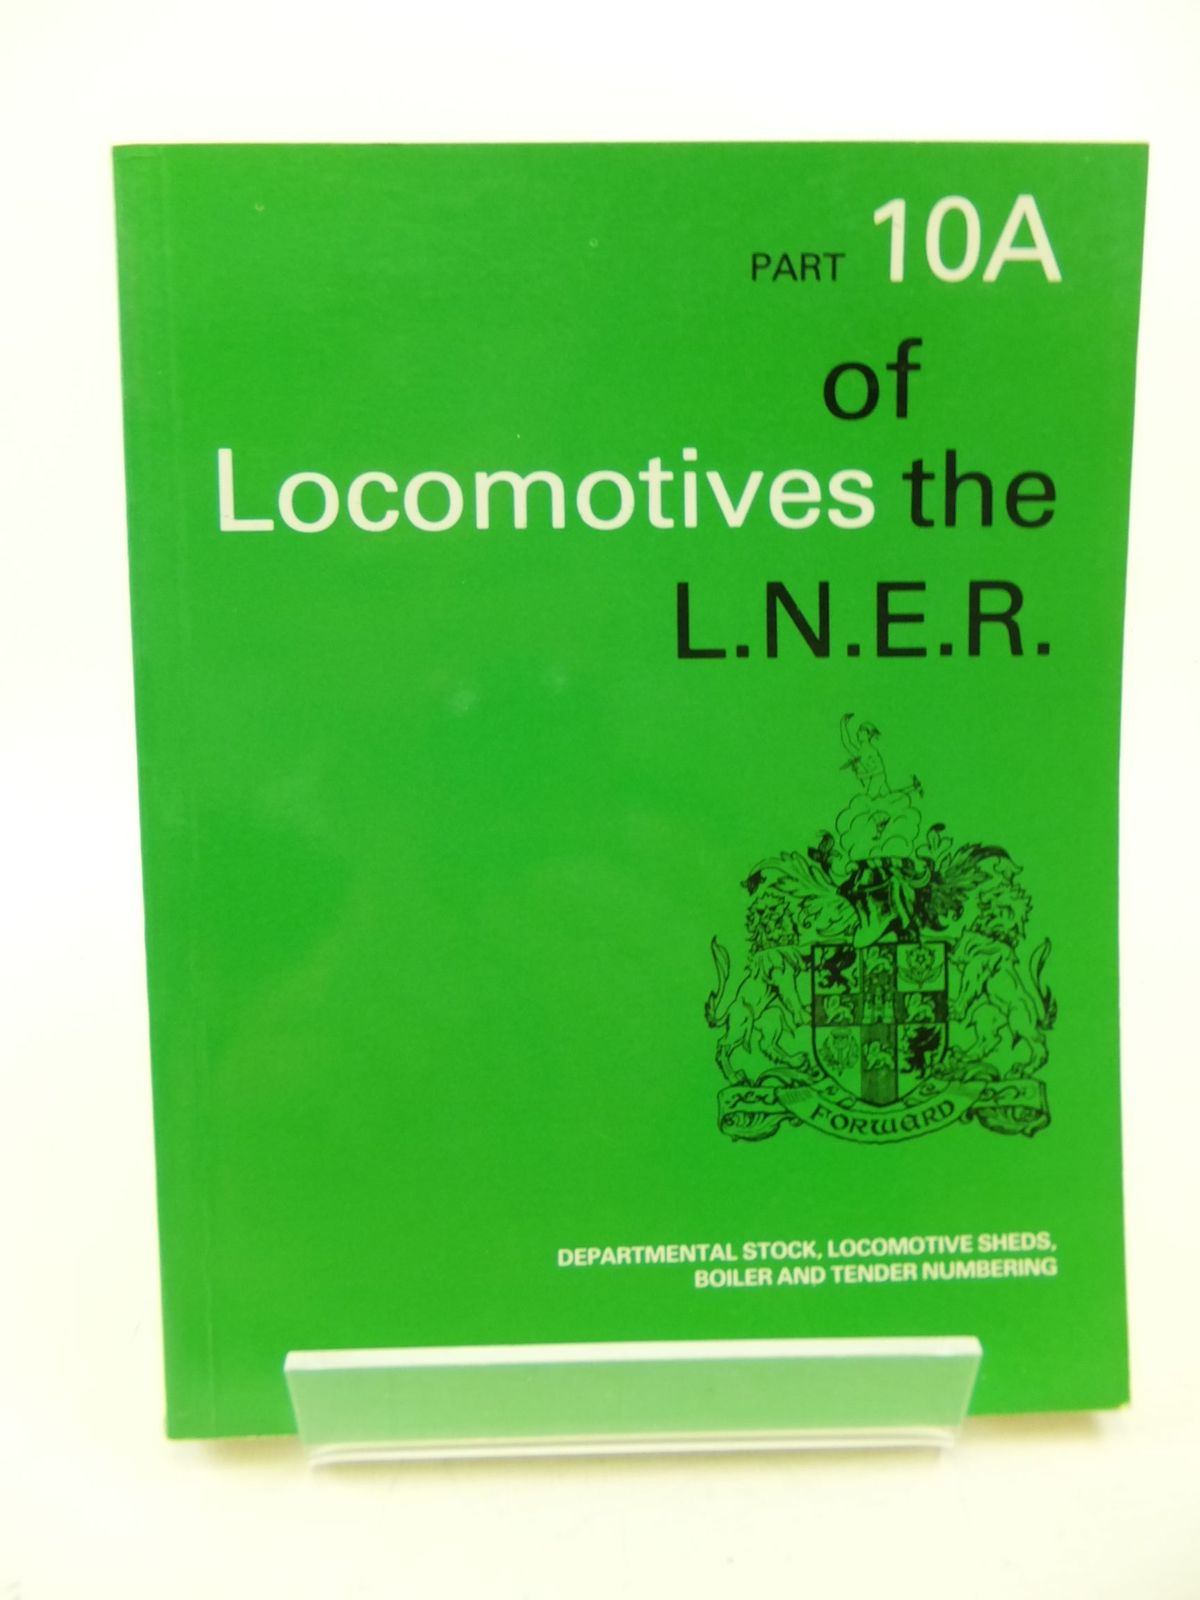 PART 10A
of
Locomotives the
L.N.E.R.
FORWARD
DEPARTMENTAL STOCK, LOCOMOTIVE SHEDS,
BOILER AND TENDER NUMBERING